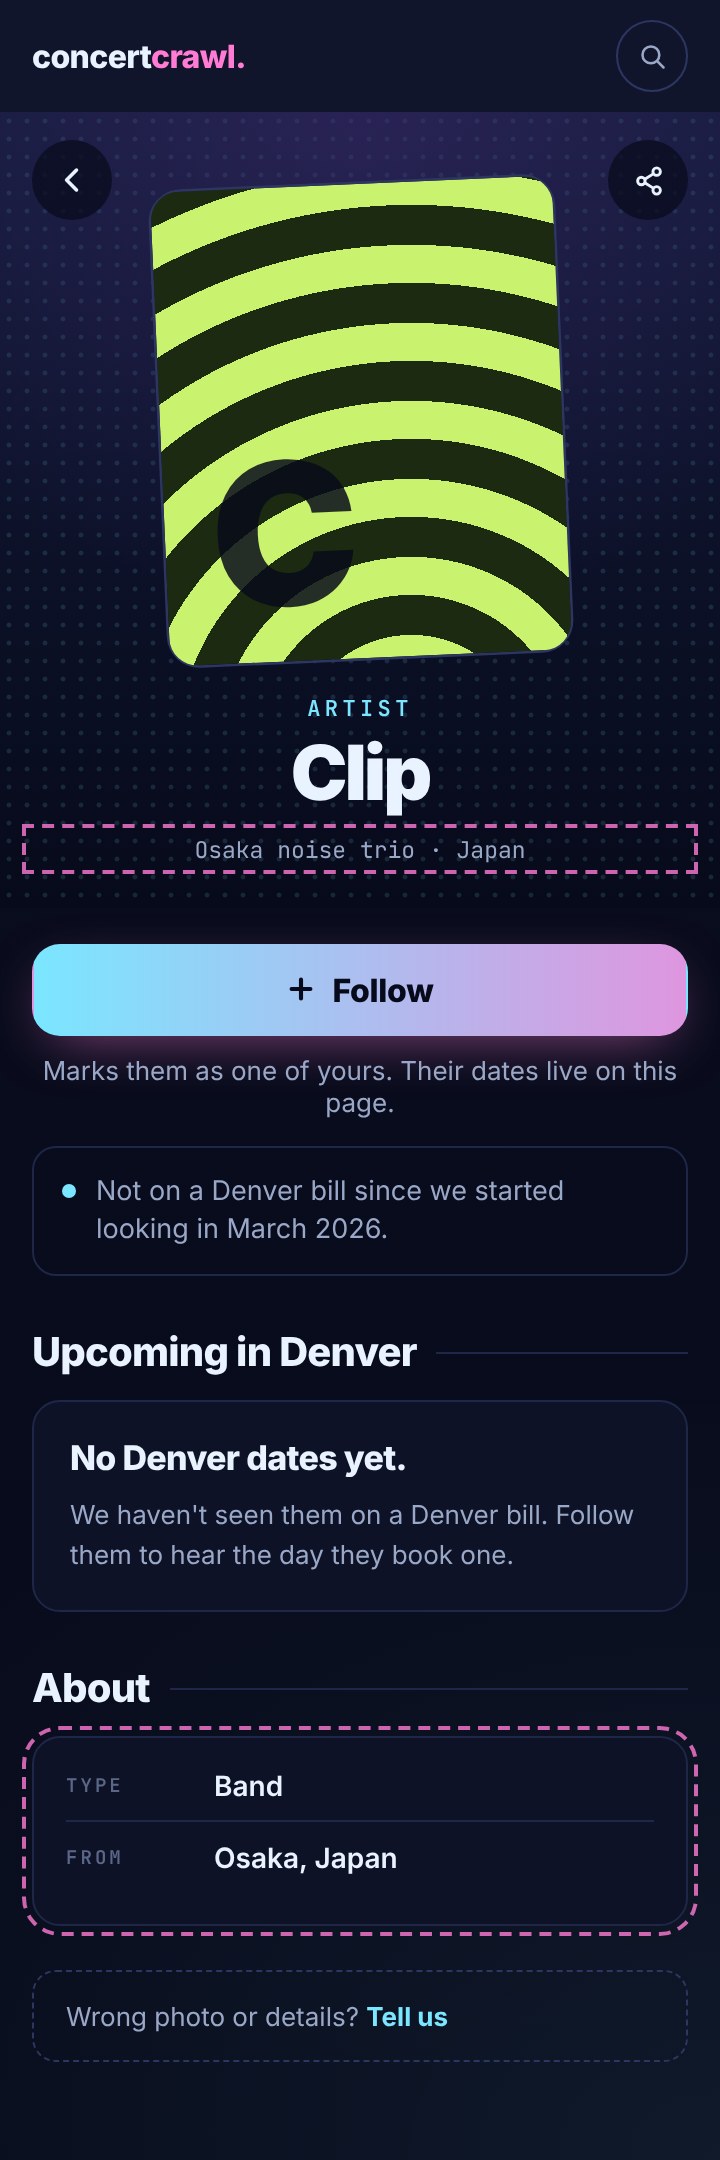 concertcrawl.
C
ARTIST
Clip
Osaka noise trio · Japan
+ Follow
Marks them as one of yours. Their dates live on this
page.
Not on a Denver bill since we started
looking in March 2026.
Upcoming in Denver
No Denver dates yet.
We haven't seen them on a Denver bill. Follow
them to hear the day they book one.
About
TYPE Band
FROM Osaka, Japan
Wrong photo or details? Tell us